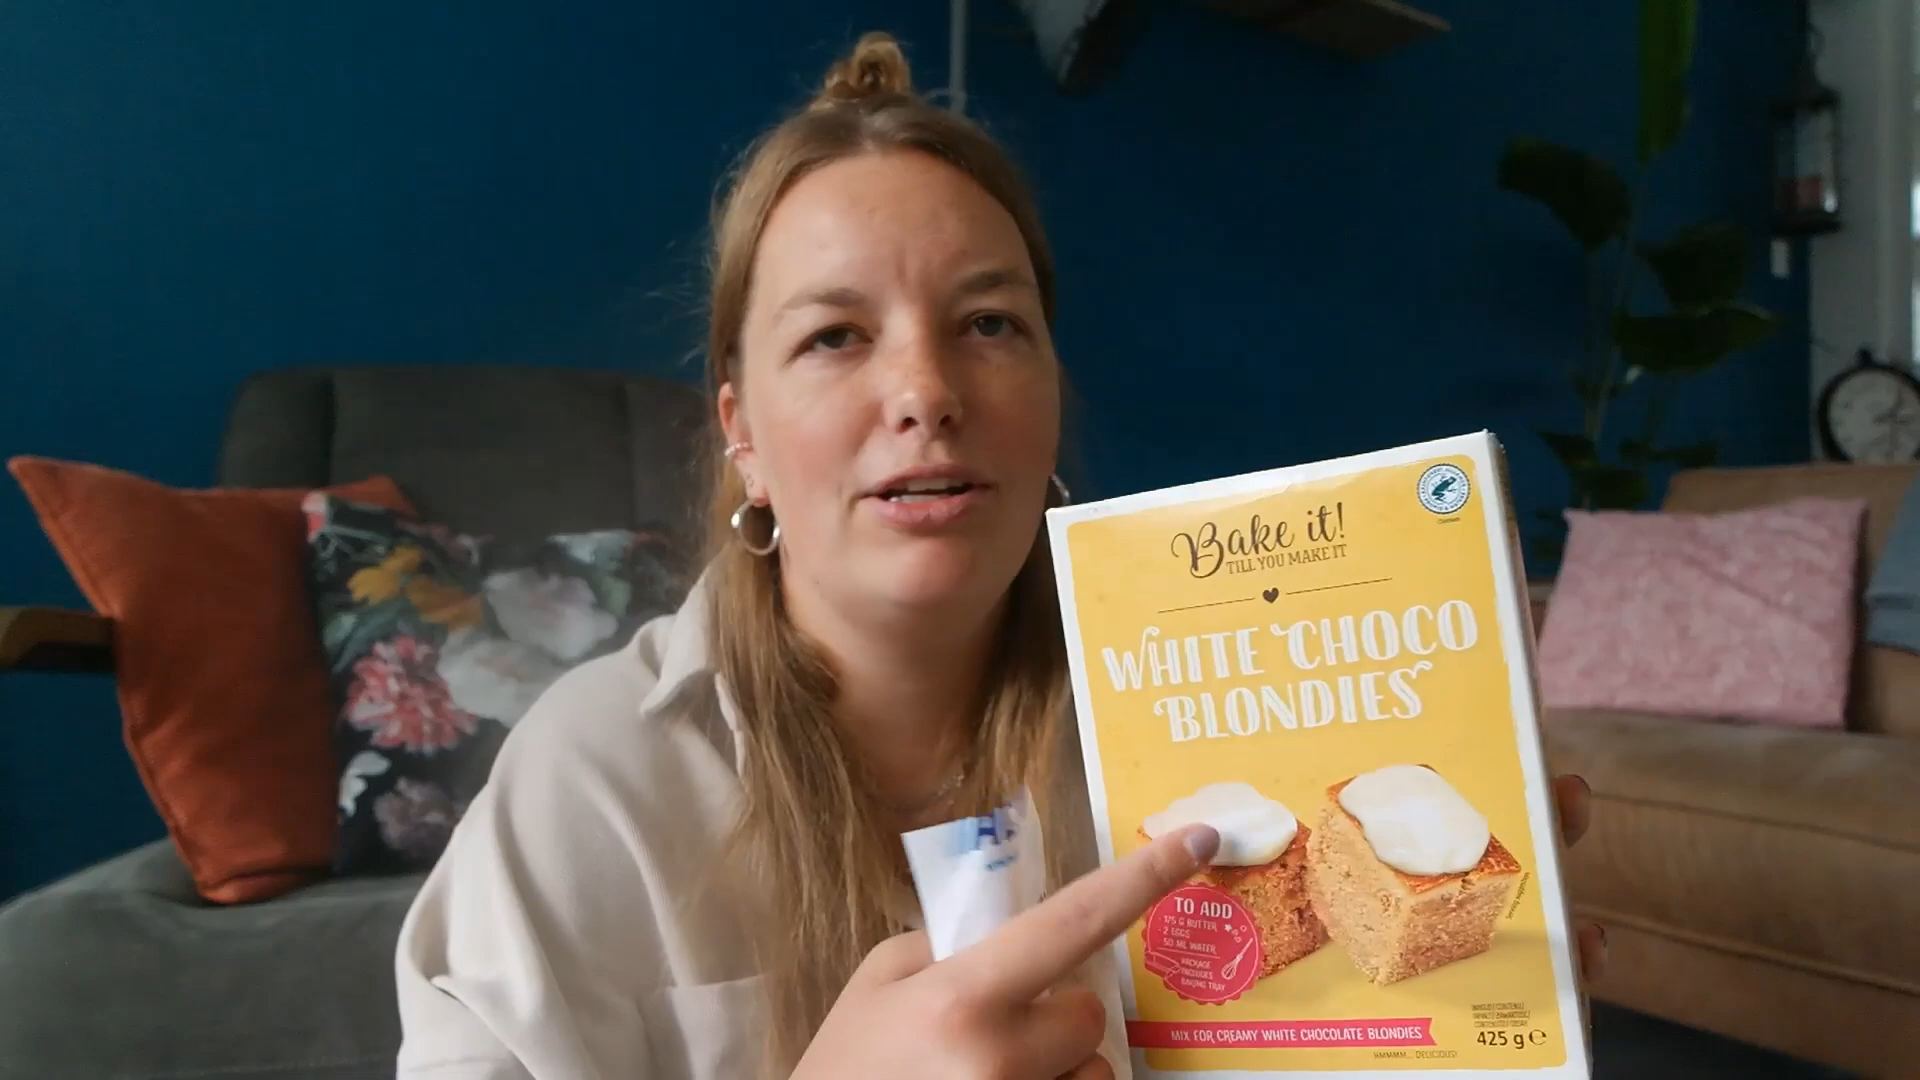 Bake it!
TILL YOU MAKE IT
WHITE CHOCO
BLONDIES
TO ADD
175 G BUTTER
2 EGGS
50 ML WATER
PACKAGE
INCLUDES
BAKING TRAY
MIX FOR CREAMY WHITE CHOCOLATE BLONDIES
HMMMM... DELICIOUS!
425 g e